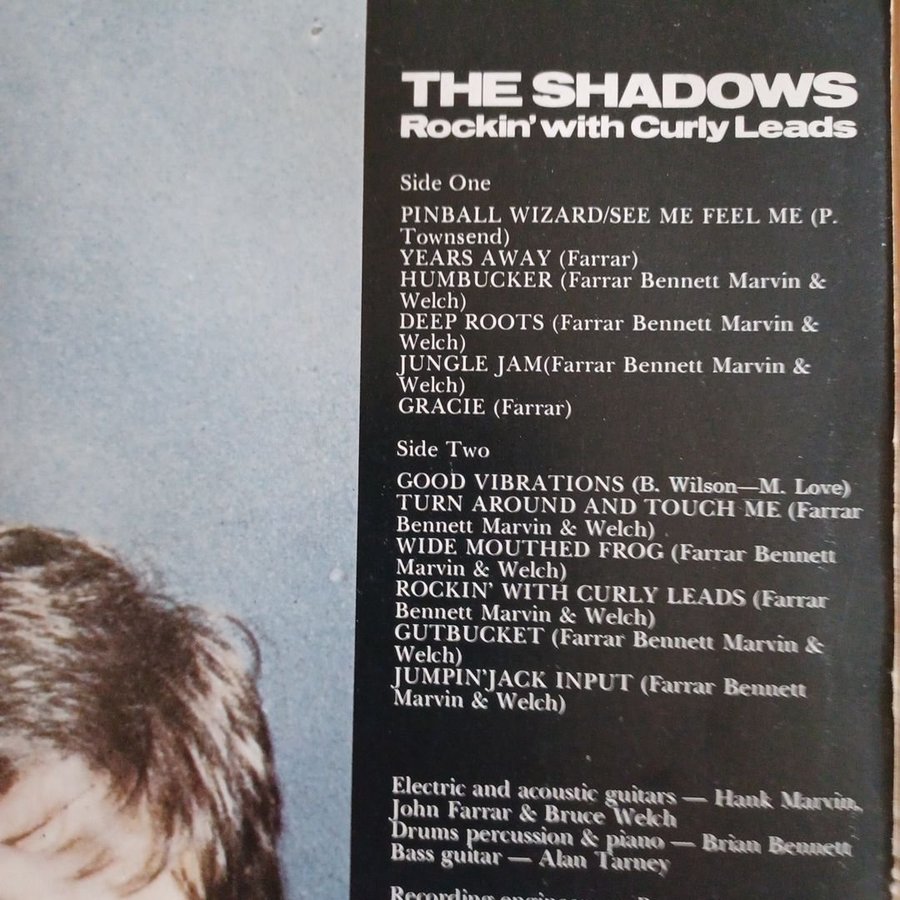 THE SHADOWS
Rockin' with Curly Leads
Side One
PINBALL WIZARD/SEE ME FEEL ME (P.
Townsend)
YEARS AWAY (Farrar)
HUMBUCKER (Farrar Bennett Marvin &
Welch)
DEEP ROOTS (Farrar Bennett Marvin &
Welch)
JUNGLE JAM(Farrar Bennett Marvin &
Welch)
GRACIE (Farrar)
Side Two
GOOD VIBRATIONS (B. Wilson—M. Love)
TURN AROUND AND TOUCH ME (Farrar
Bennett Marvin & Welch)
WIDE MOUTHED FROG (Farrar Bennett
Marvin & Welch)
ROCKIN' WITH CURLY LEADS (Farrar
Bennett Marvin & Welch)
GUTBUCKET (Farrar Bennett Marvin &
Welch)
JUMPIN'JACK INPUT (Farrar Bennett
Marvin & Welch)
Electric and acoustic guitars — Hank Marvin,
John Farrar & Bruce Welch
Drums percussion & piano — Brian Bennett
Bass guitar — Alan Tarney
Recording